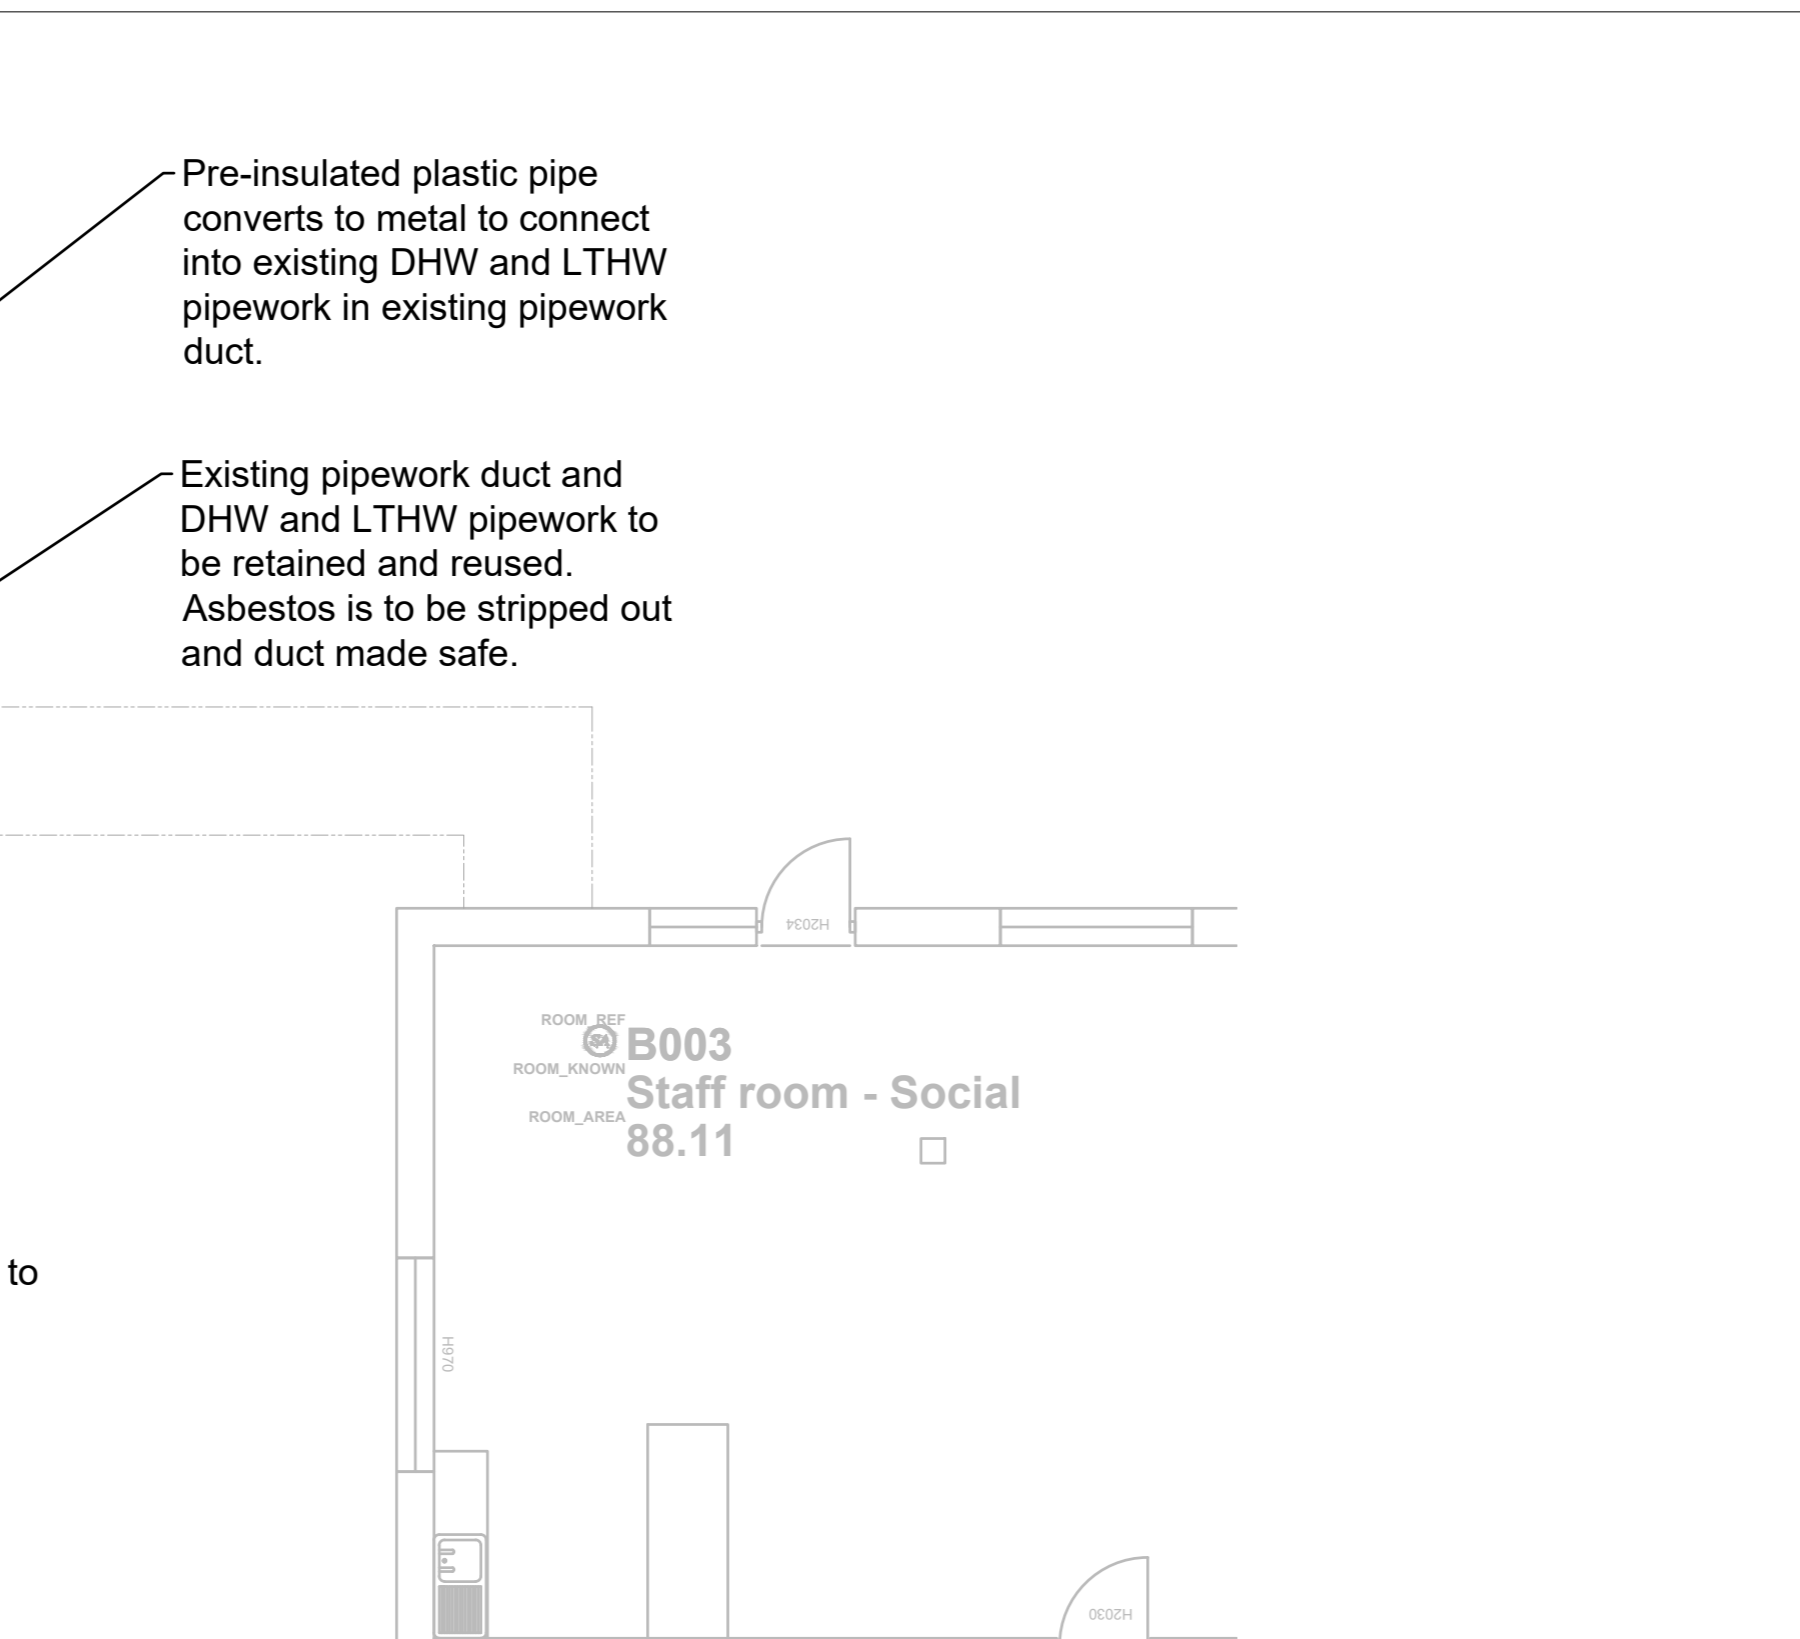 Pre-insulated plastic pipe
converts to metal to connect
into existing DHW and LTHW
pipework in existing pipework
duct.
Existing pipework duct and
DHW and LTHW pipework to
be retained and reused.
Asbestos is to be stripped out
and duct made safe.
H2034
ROOM_REF
B003
ROOM_KNOWN
Staff room - Social
ROOM_AREA
88.11
to
H970
H2030